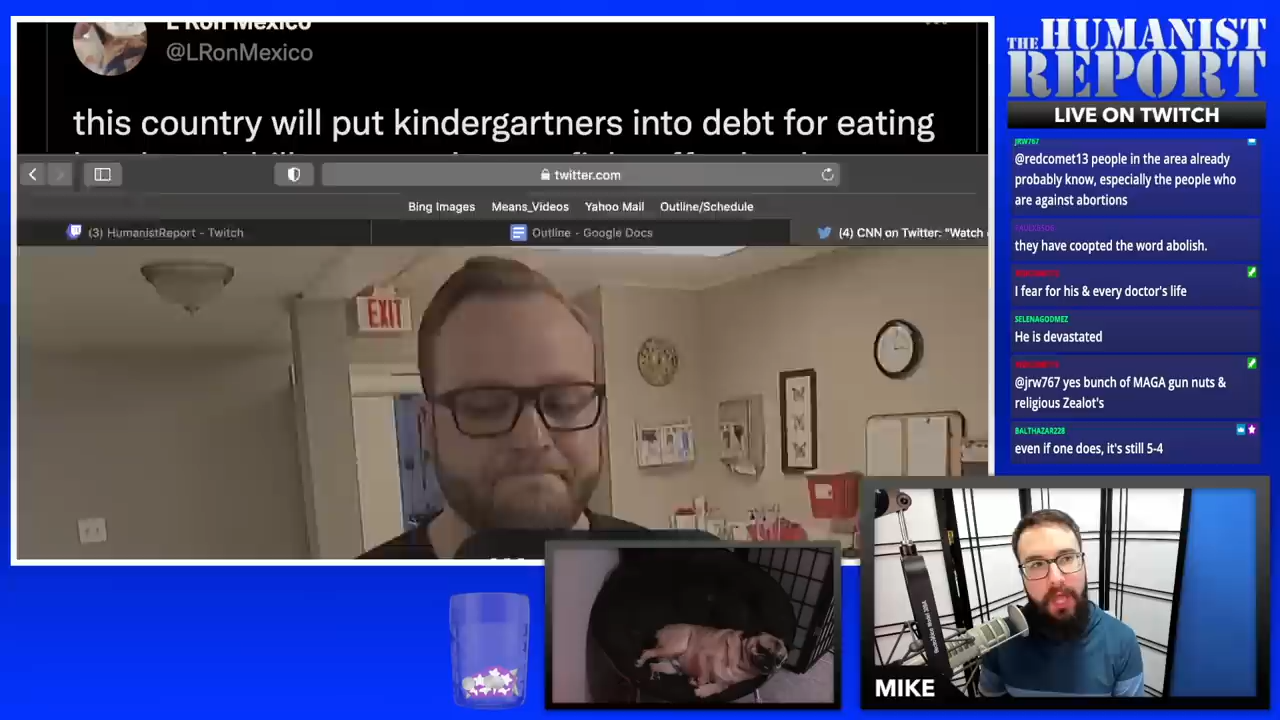 L Ron Mexico
@LRonMexico
this country will put kindergartners into debt for eating
twitter.com
Bing Images Means_Videos Yahoo Mail Outline/Schedule
(3) HumanistReport - Twitch
Outline - Google Docs
(4) CNN on Twitter: "Watch
EXIT
THE HUMANIST
REPORT
LIVE ON TWITCH
JRW767
@redcomet13 people in the area already
probably know, especially the people who
are against abortions
they have coopted the word abolish.
I fear for his & every doctor's life
SELENAGODMEZ
He is devastated
@jrw767 yes bunch of MAGA gun nuts &
religious Zealot's
BALTHAZAR228
even if one does, it's still 5-4
MIKE